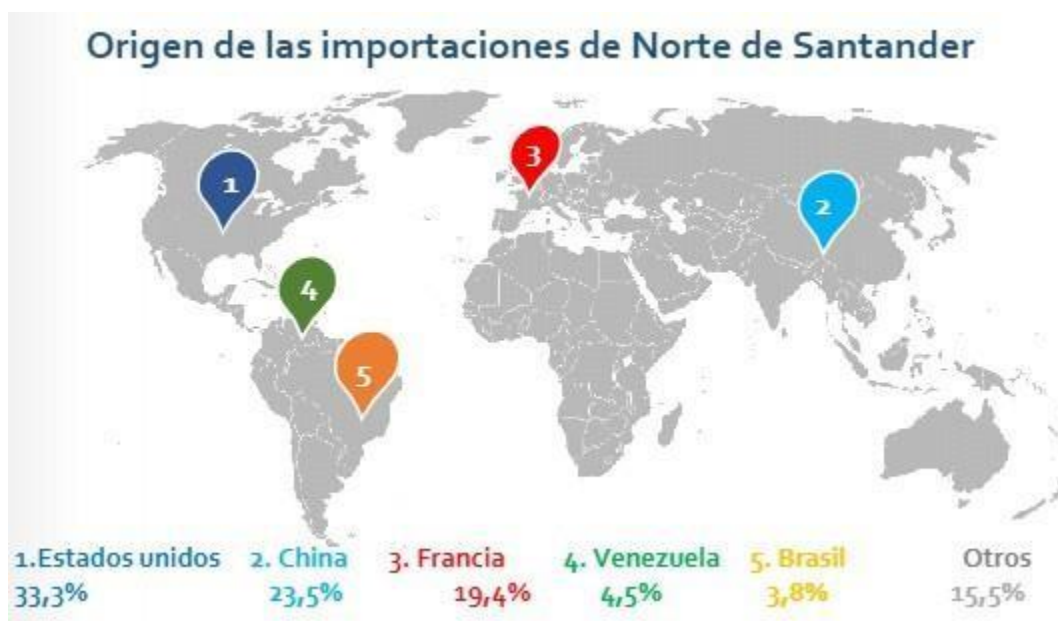 Origen de las importaciones de Norte de Santander
1
3
2
4
5
1.Estados unidos 2. China 3. Francia 4. Venezuela 5. Brasil Otros
33,3% 23,5% 19,4% 4,5% 3,8% 15,5%